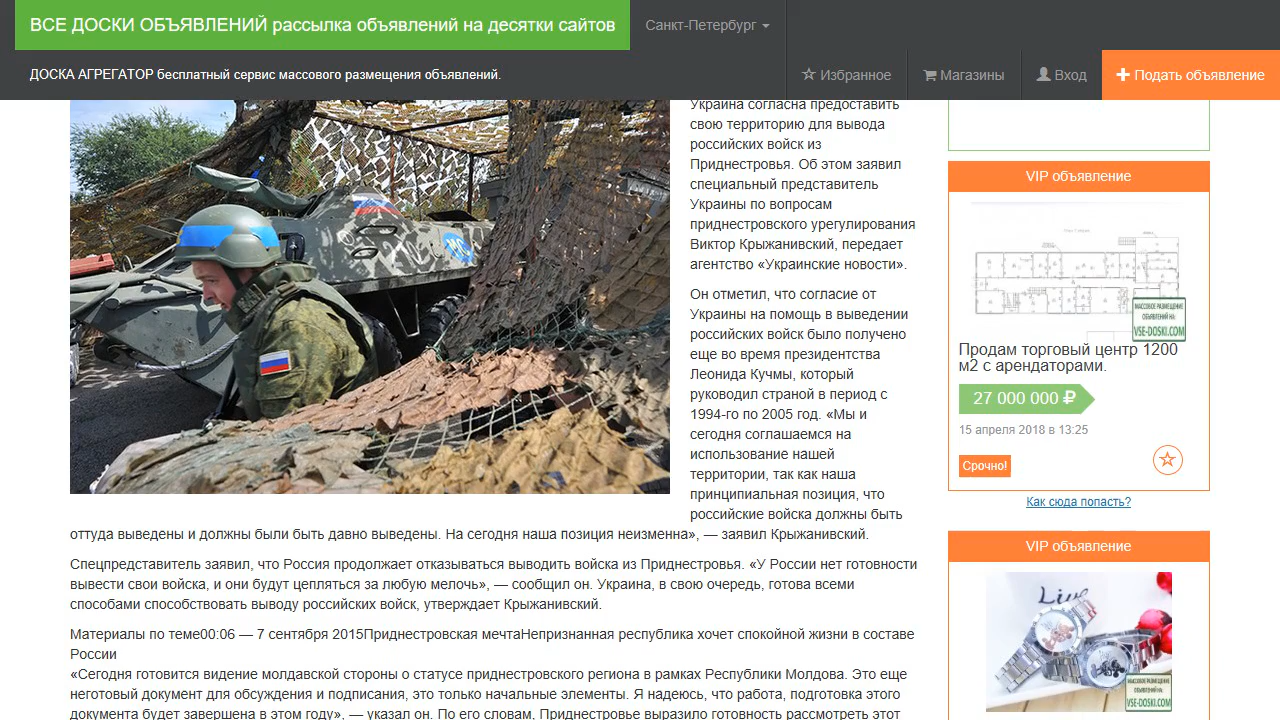 ВСЕ ДОСКИ ОБЪЯВЛЕНИЙ рассылка объявлений на десятки сайтов
Санкт-Петербург
ДОСКА АГРЕГАТОР бесплатный сервис массового размещения объявлений.
Избранное
Магазины
Вход
Подать объявление
Украина согласна предоставить
свою территорию для вывода
российских войск из
Приднестровья. Об этом заявил
специальный представитель
Украины по вопросам
приднестровского урегулирования
Виктор Крыжанивский, передает
агентство «Украинские новости».
Он отметил, что согласие от
Украины на помощь в выведении
российских войск было получено
еще во время президентства
Леонида Кучмы, который
руководил страной в период с
1994-го по 2005 год. «Мы и
сегодня соглашаемся на
использование нашей
территории, так как наша
принципиальная позиция, что
российские войска должны быть
оттуда выведены и должны были быть давно выведены. На сегодня наша позиция неизменна», — заявил Крыжанивский.
Спецпредставитель заявил, что Россия продолжает отказываться выводить войска из Приднестровья. «У России нет готовности
вывести свои войска, и они будут цепляться за любую мелочь», — сообщил он. Украина, в свою очередь, готова всеми
способами способствовать выводу российских войск, утверждает Крыжанивский.
Материалы по теме00:06 — 7 сентября 2015Приднестровская мечтаНепризнанная республика хочет спокойной жизни в составе
России
«Сегодня готовится видение молдавской стороны о статусе приднестровского региона в рамках Республики Молдова. Это еще
неготовый документ для обсуждения и подписания, это только начальные элементы. Я надеюсь, что работа, подготовка этого
документа будет завершена в этом году», — указал он. По его словам, Приднестровье выразило готовность рассмотреть этот
МС
VIP объявление
МАССОВОЕ РАЗМЕЩЕНИЕ
ОБЪЯВЛЕНИЙ НА:
VSE-DOSKI.COM
Продам торговый центр 1200
м2 с арендаторами.
27 000 000 ₽
15 апреля 2018 в 13:25
Срочно!
Как сюда попасть?
VIP объявление
Live
МАССОВОЕ РАЗМЕЩЕНИЕ
ОБЪЯВЛЕНИЙ НА:
VSE-DOSKI.COM